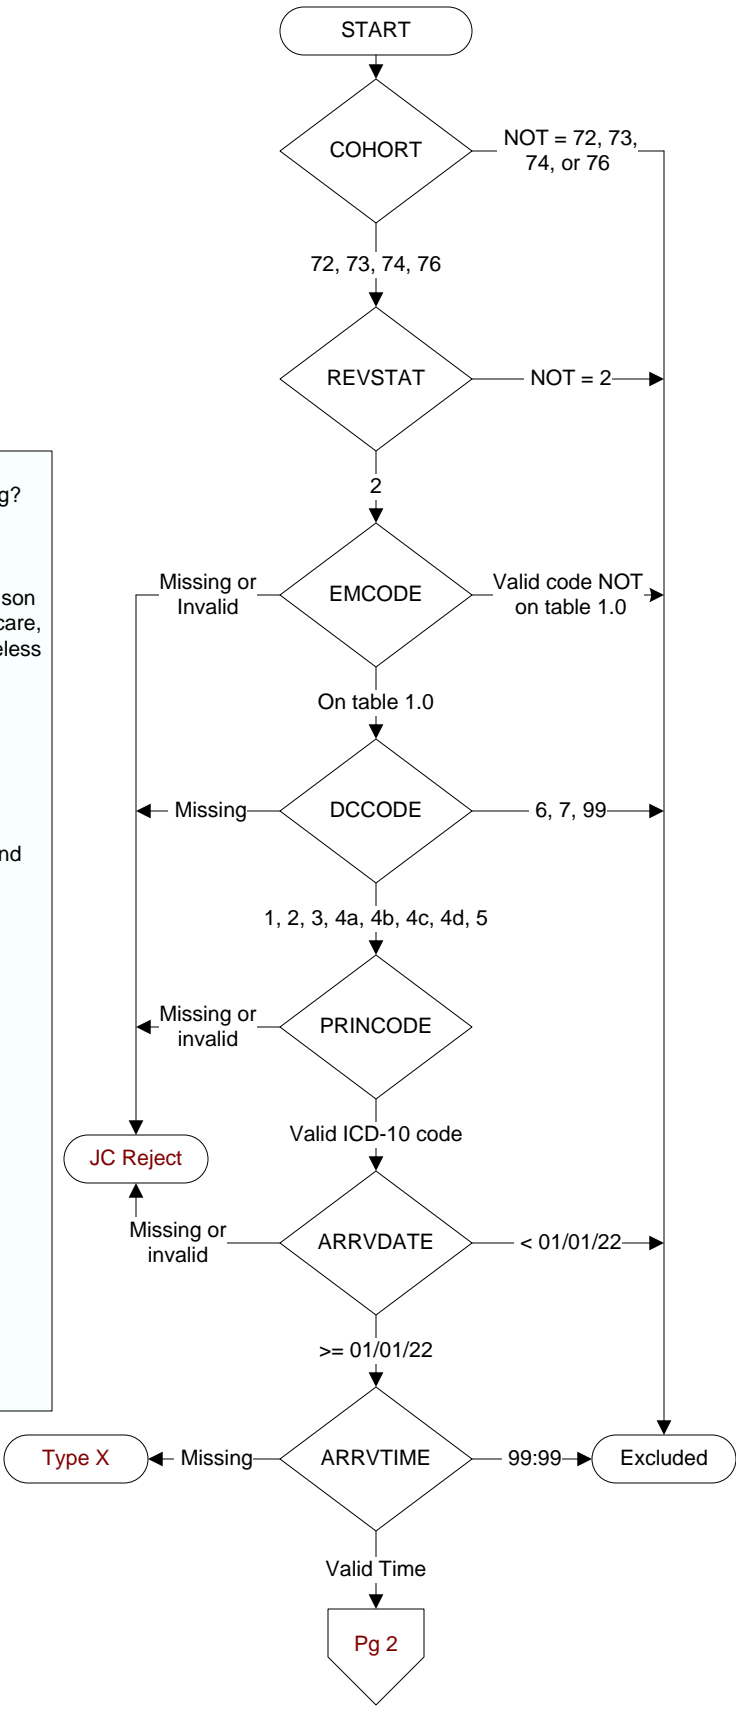 START
COHORT
NOT = 72, 73,
74, or 76
72, 73, 74, 76
REVSTAT
NOT = 2
2
Missing or
Invalid
EMCODE
Valid code NOT
on table 1.0
On table 1.0
Missing
DCCODE
6, 7, 99
1, 2, 3, 4a, 4b, 4c, 4d, 5
Missing or
invalid
PRINCODE
Valid ICD-10 code
JC Reject
Missing or
invalid
ARRVDATE
< 01/01/22
>= 01/01/22
Type X
Missing
ARRVTIME
99:99
Excluded
Valid Time
Pg 2
care,